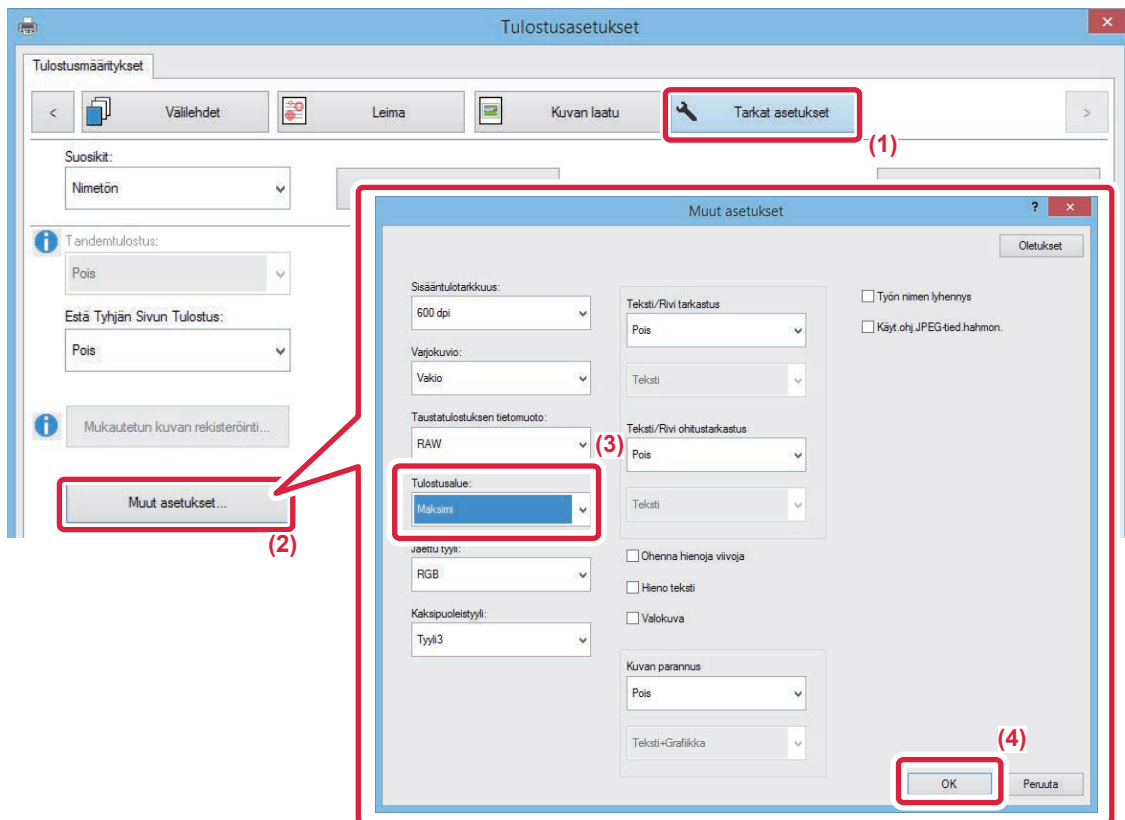 Tulostusasetukset
Tulostusmääritykset
<
Välilehdet
Leima
Kuvan laatu
Tarkat asetukset
>
(1)
Suosikit:
Nimetön
Tandemtulostus:
Pois
Estä Tyhjän Sivun Tulostus:
Pois
Mukautetun kuvan rekisteröinti...
Muut asetukset...
(2)
Muut asetukset
?
Oletukset
Sisääntulotarkkuus:
600 dpi
Varjokuvio:
Vakio
Taustatulostuksen tietomuoto:
RAW
(3)
Tulostusalue:
Maksimi
Jaettu tyyli:
RGB
Kaksipuoleistyyli:
Tyyli3
Teksti/Rivi tarkastus
Pois
Teksti
Teksti/Rivi ohitustarkastus
Pois
Teksti
Ohenna hienoja viivoja
Hieno teksti
Valokuva
Kuvan parannus
Pois
Teksti+Grafiikka
Työn nimen lyhennys
Käyt.ohj.JPEG-tied.hahmon.
(4)
OK
Peruuta